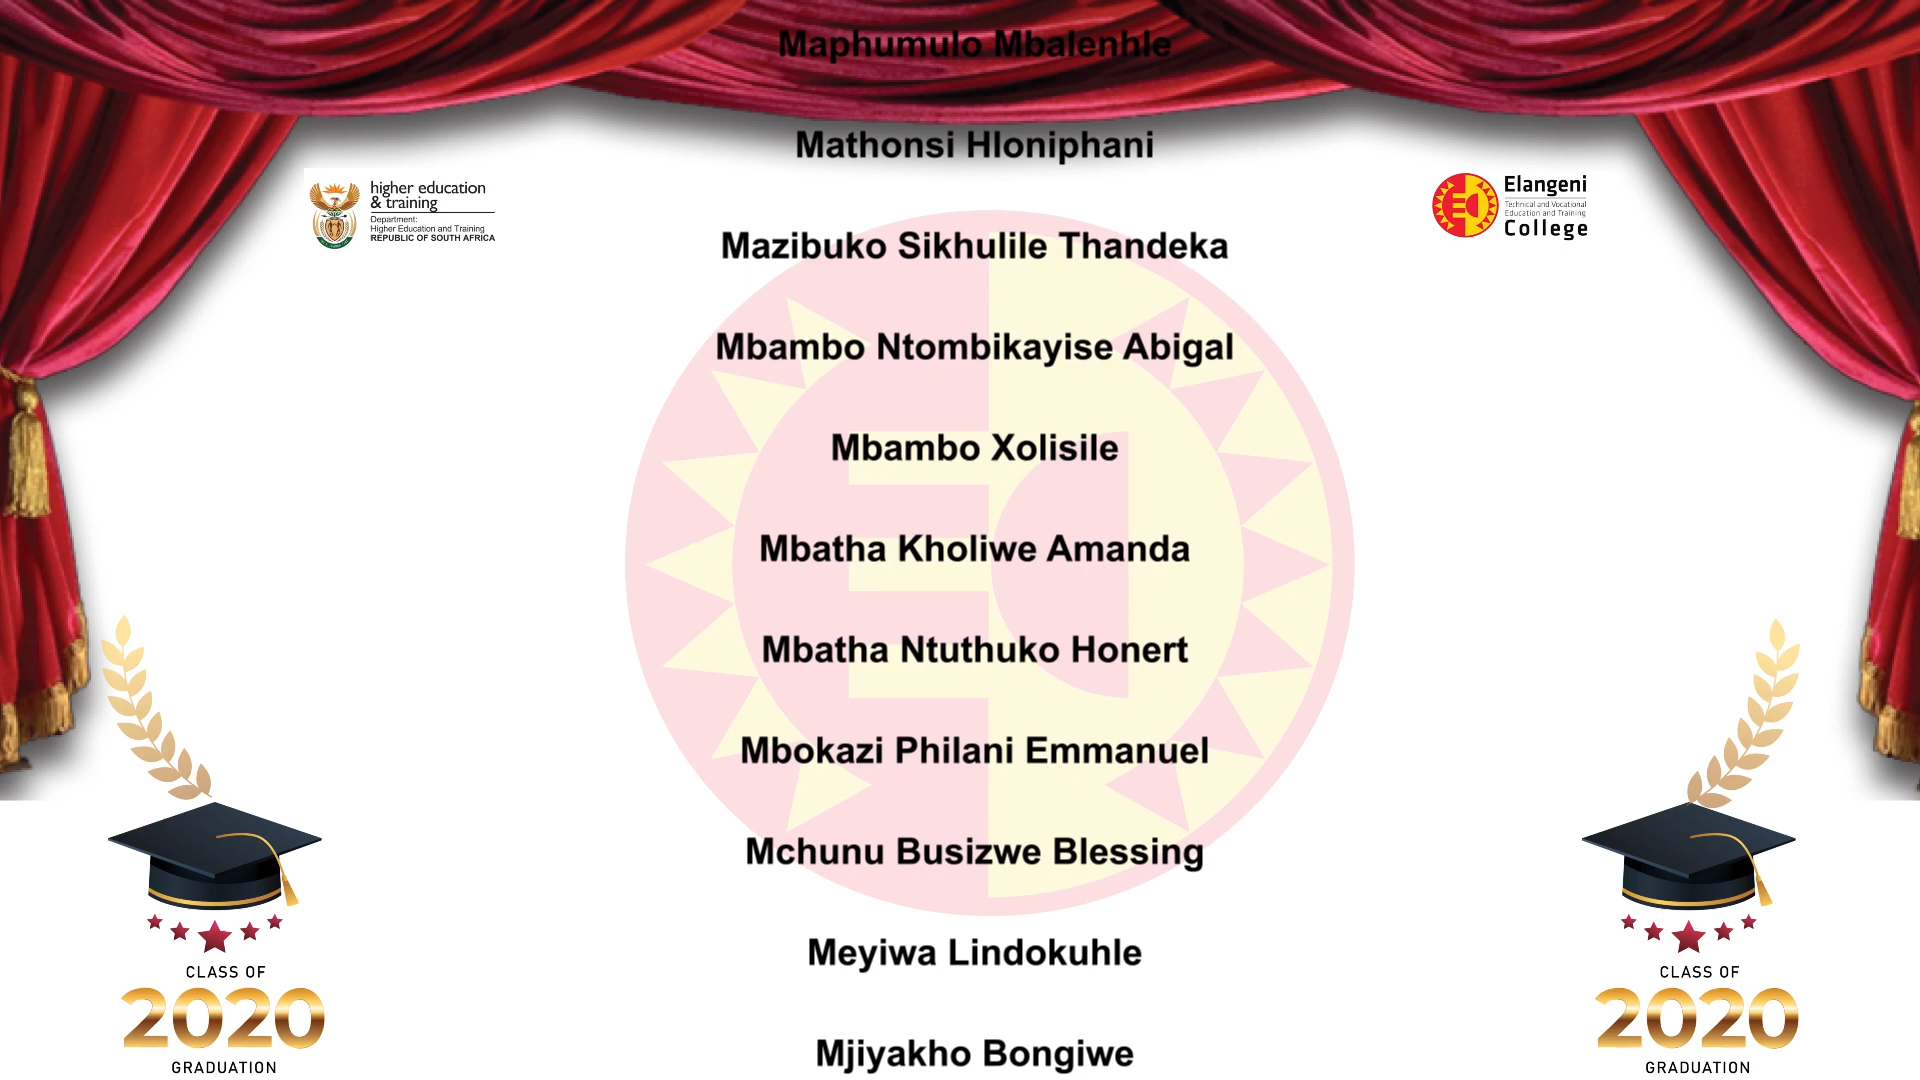 Maphumulo Mbalenhle
Mathonsi Hloniphani
higher education
& training
Department:
Higher Education and Training
REPUBLIC OF SOUTH AFRICA
Elangeni
Technical and Vocational
Education and Training
College
Mazibuko Sikhulile Thandeka
Mbambo Ntombikayise Abigal
Mbambo Xolisile
Mbatha Kholiwe Amanda
Mbatha Ntuthuko Honert
Mbokazi Philani Emmanuel
Mchunu Busizwe Blessing
Meyiwa Lindokuhle
Mjiyakho Bongiwe
CLASS OF
2020
GRADUATION
CLASS OF
2020
GRADUATION